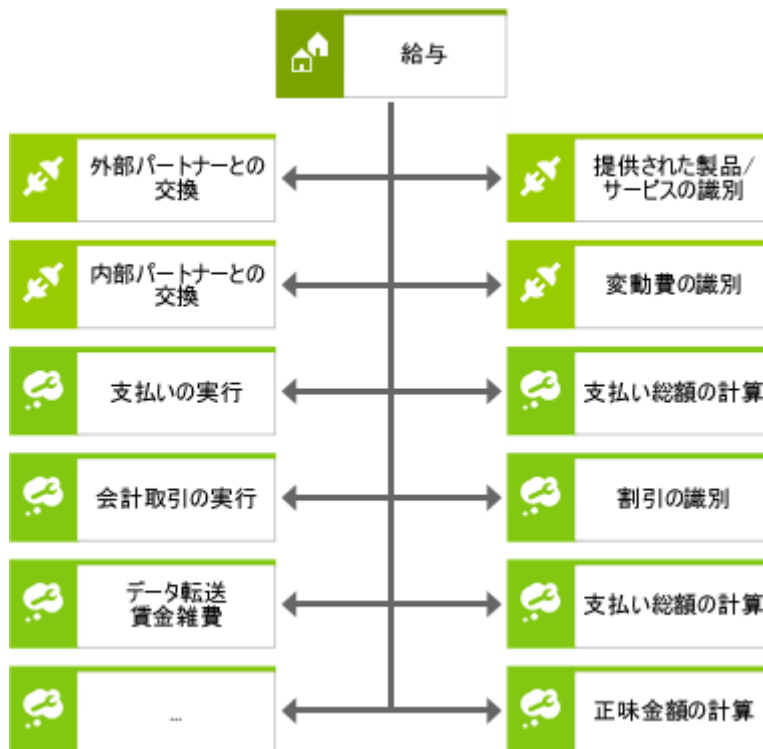 給与
外部パートナーとの
交換
提供された製品/
サービスの識別
内部パートナーとの
交換
変動費の識別
支払いの実行
支払い総額の計算
会計取引の実行
割引の識別
データ転送
賃金雑費
支払い総額の計算
...
正味金額の計算